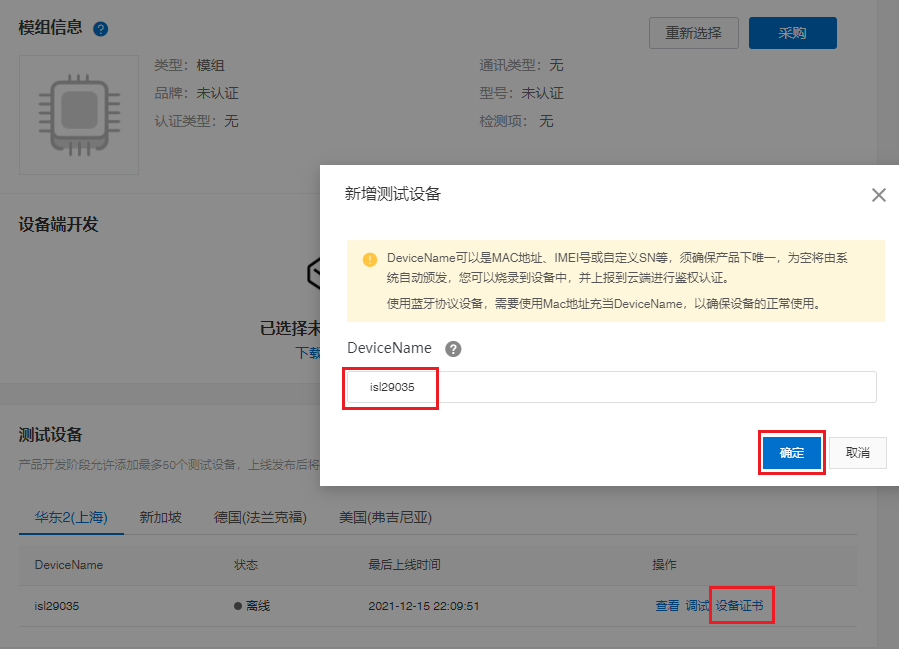 模组信息 ?
重新选择
采购
类型：模组
通讯类型：无
品牌：未认证
型号：未认证
认证类型：无
检测项： 无
设备端开发
已选择未
下载
新增测试设备
DeviceName可以是MAC地址、IMEI号或自定义SN等，须确保产品下唯一，为空将由系
统自动颁发，您可以烧录到设备中，并上报到云端进行鉴权认证。
使用蓝牙协议设备，需要使用Mac地址充当DeviceName，以确保设备的正常使用。
DeviceName ?
isl29035
确定
取消
测试设备
产品开发阶段允许添加最多50个测试设备，上线发布后将
华东2(上海) 新加坡 德国(法兰克福) 美国(弗吉尼亚)
DeviceName 状态 最后上线时间 操作
isl29035 离线 2021-12-15 22:09:51 查看 调试 设备证书